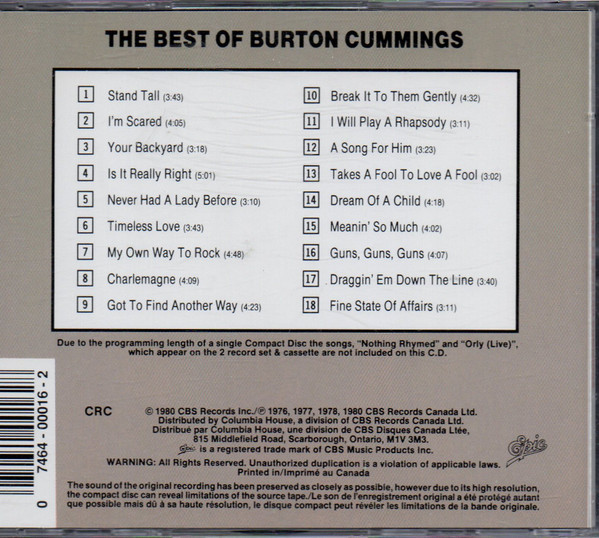 THE BEST OF BURTON CUMMINGS
1 Stand Tall (3:43)
2 I'm Scared (4:05)
3 Your Backyard (3:18)
4 Is It Really Right (5:01)
5 Never Had A Lady Before (3:10)
6 Timeless Love (3:43)
7 My Own Way To Rock (4:48)
8 Charlemagne (4:09)
9 Got To Find Another Way (4:23)
10 Break It To Them Gently (4:32)
11 I Will Play A Rhapsody (3:11)
12 A Song For Him (3:23)
13 Takes A Fool To Love A Fool (3:02)
14 Dream Of A Child (4:18)
15 Meanin' So Much (4:02)
16 Guns, Guns, Guns (4:07)
17 Draggin' Em Down The Line (3:40)
18 Fine State Of Affairs (3:11)
Due to the programming length of a single Compact Disc the songs, "Nothing Rhymed" and "Orly (Live)",
which appear on the 2 record set & cassette are not included on this C.D.
0 7464-00016-2
CRC
© 1980 CBS Records Inc./℗ 1976, 1977, 1978, 1980 CBS Records Canada Ltd.
Distributed by Columbia House, a division of CBS Records Canada Ltd.
Distribué par Columbia House, une division de CBS Disques Canada Ltée,
815 Middlefield Road, Scarborough, Ontario, M1V 3M3.
Epic is a registered trade mark of CBS Music Products Inc.
Epic
WARNING: All Rights Reserved. Unauthorized duplication is a violation of applicable laws.
Printed in/Imprimé au Canada
The sound of the original recording has been preserved as closely as possible, however due to its high resolution,
the compact disc can reveal limitations of the source tape./Le son de l'enregistrement original a été protégé autant
que possible mais dû à sa haute résolution, le disque compact peut révéler les limitations de la bande originale.